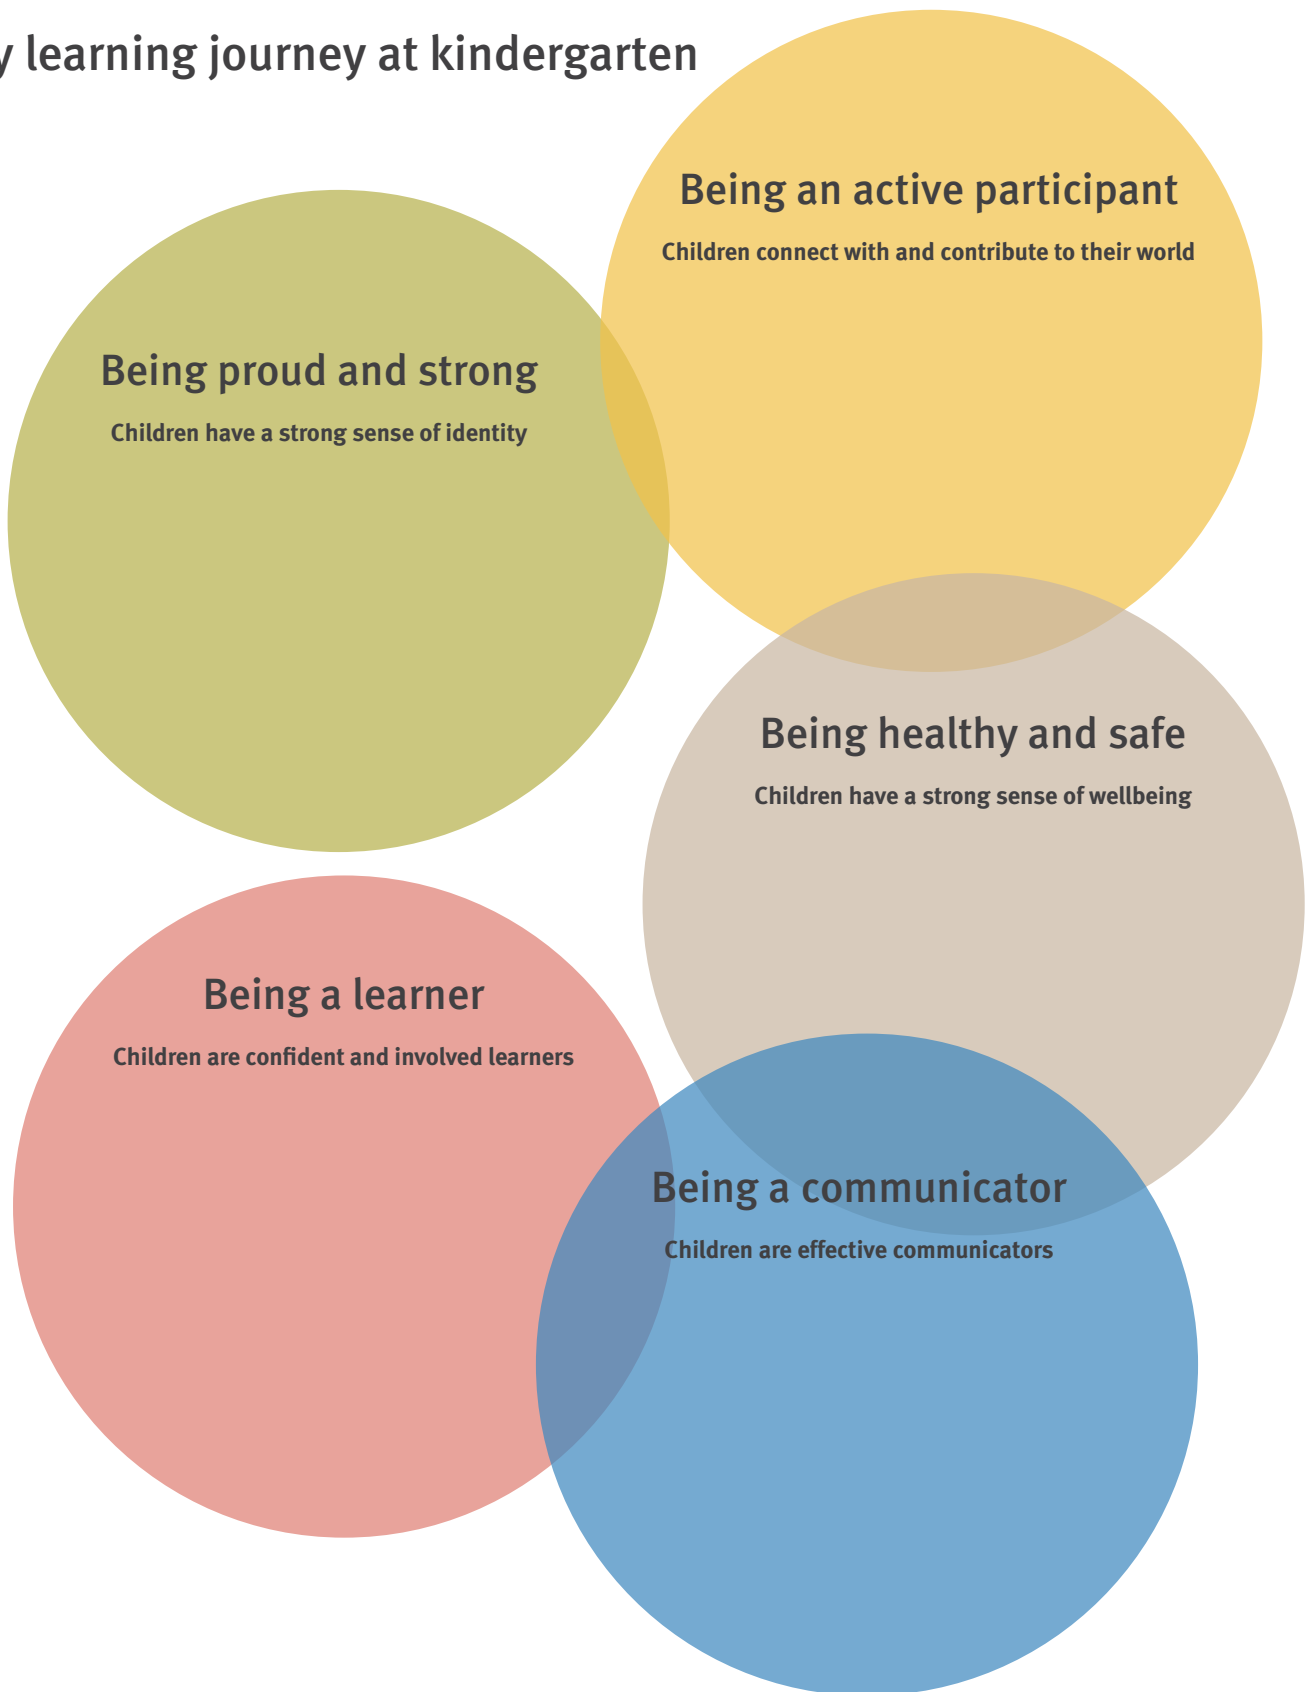 y learning journey at kindergarten
Being an active participant
Children connect with and contribute to their world
Being proud and strong
Children have a strong sense of identity
Being healthy and safe
Children have a strong sense of wellbeing
Being a learner
Children are confident and involved learners
Being a communicator
Children are effective communicators